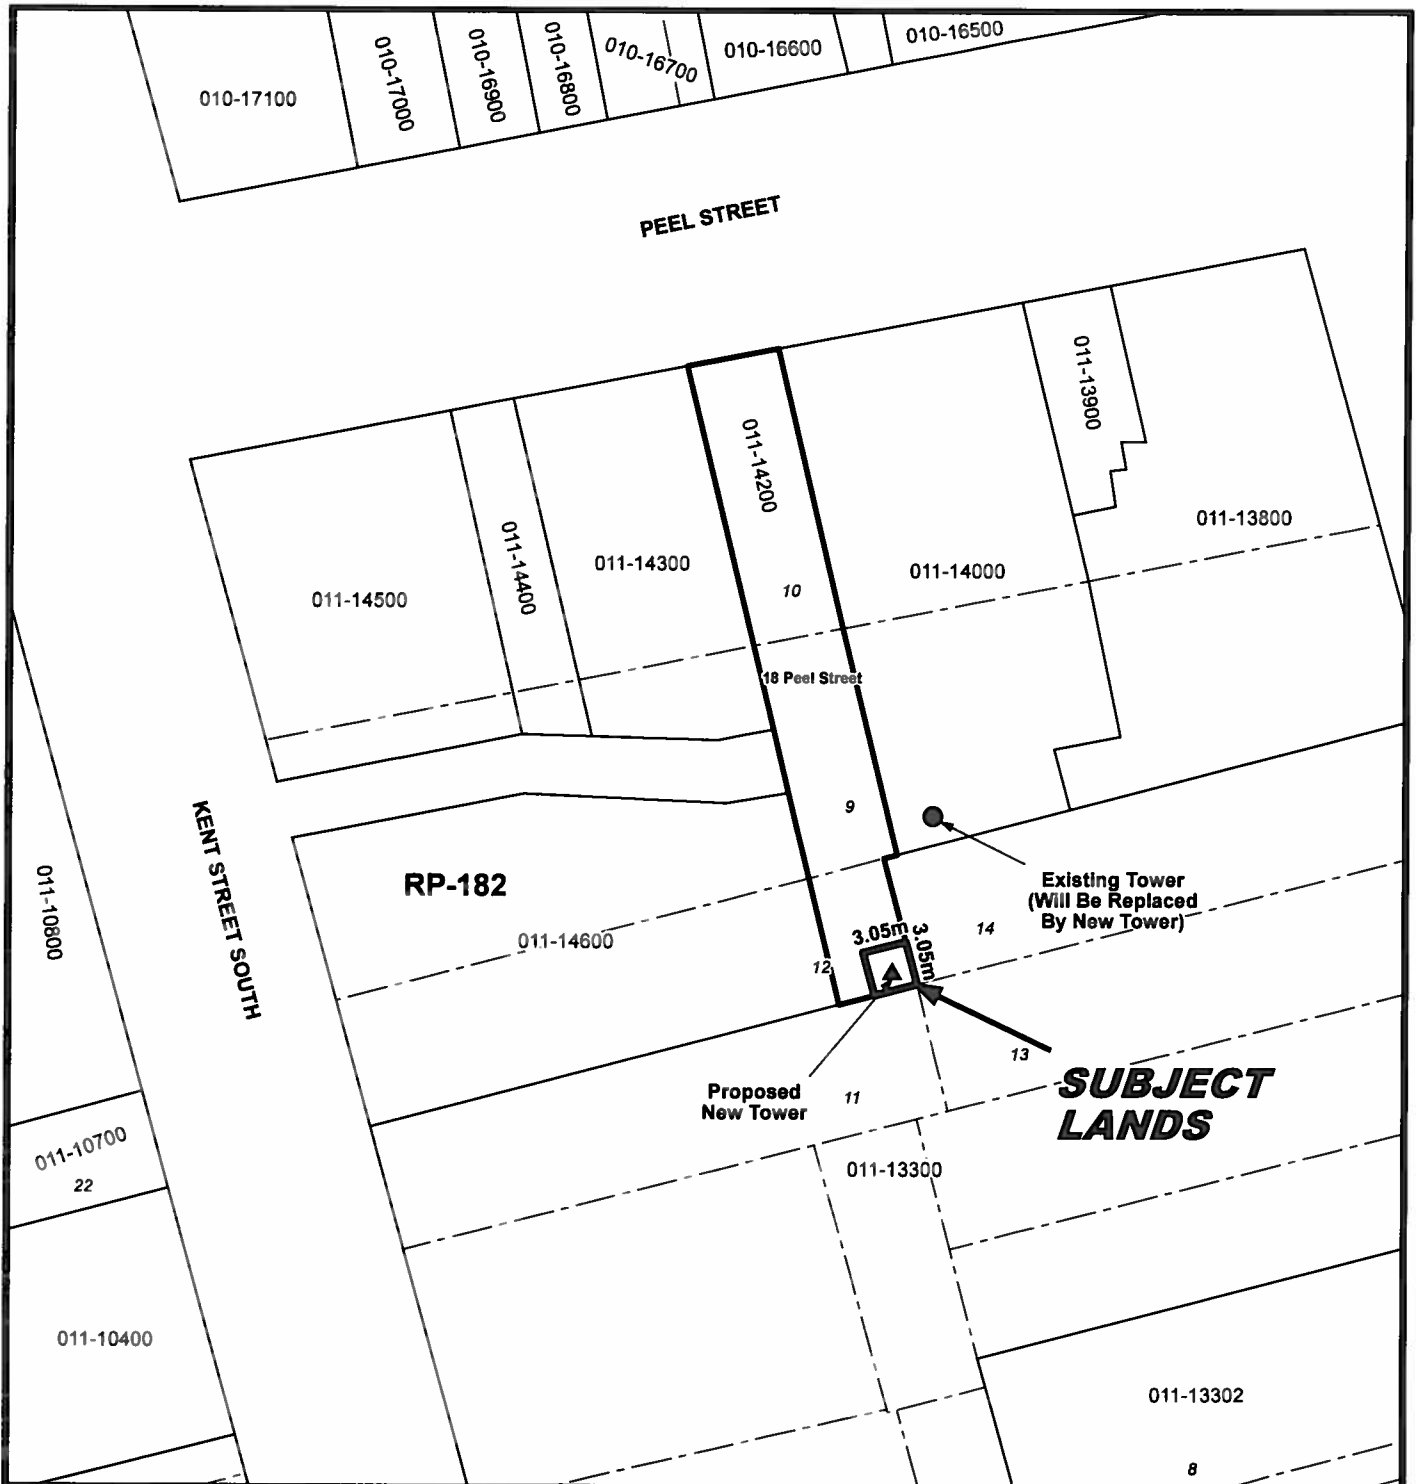 010-17100
010-17000
010-16900
010-16800
010-16700
010-16600
010-16500
PEEL STREET
011-14500
011-14400
011-14300
011-14200
10
18 Peel Street
9
011-14000
011-13900
011-13800
KENT STREET SOUTH
011-10800
RP-182
011-14600
12
3.05m
3.05m
14
Existing Tower
(Will Be Replaced
By New Tower)
13
SUBJECT
LANDS
Proposed
New Tower
11
011-10700
22
011-13300
011-10400
011-13302
8